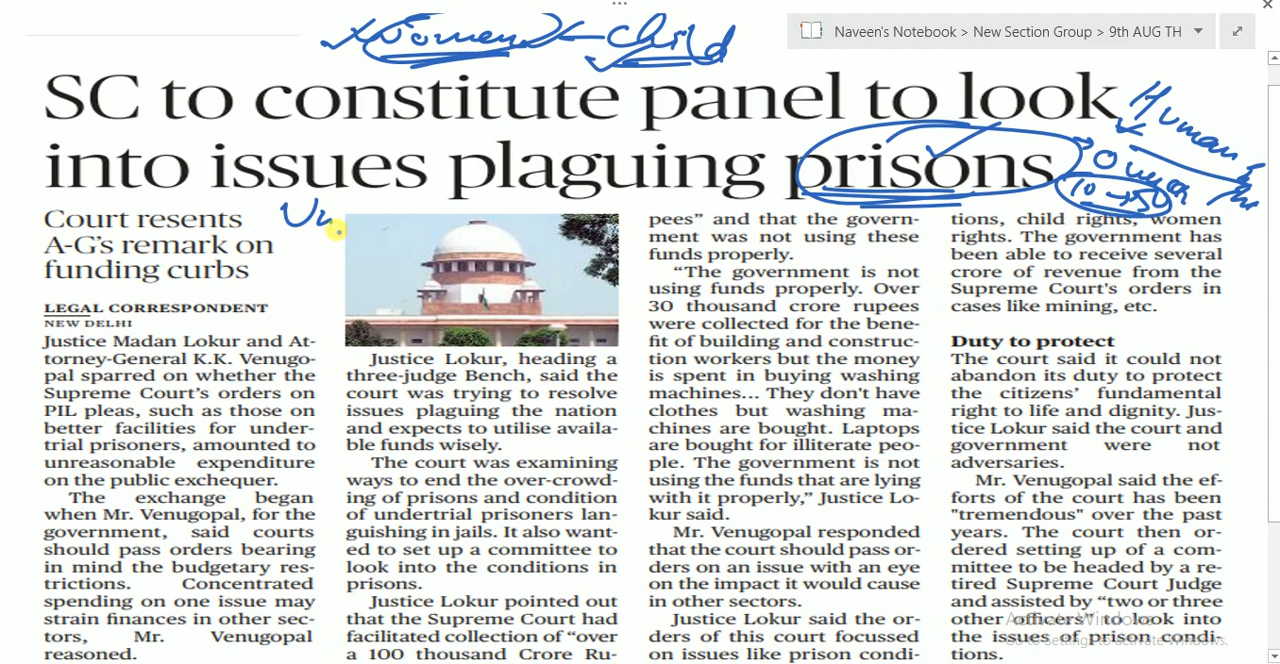 Women child
Naveen's Notebook > New Section Group > 9th AUG TH
SC to constitute panel to look
into issues plaguing prisons
Human
10 → 50
Court resents
A-G's remark on
funding curbs
LEGAL CORRESPONDENT
NEW DELHI
Justice Madan Lokur and At-
torney-General K.K. Venugo-
pal sparred on whether the
Supreme Court's orders on
PIL pleas, such as those on
better facilities for under-
trial prisoners, amounted to
unreasonable expenditure
on the public exchequer.
The exchange began
when Mr. Venugopal, for the
government, said courts
should pass orders bearing
in mind the budgetary res-
trictions. Concentrated
spending on one issue may
strain finances in other sec-
tors, Mr. Venugopal
reasoned.
Justice Lokur, heading a
three-judge Bench, said the
court was trying to resolve
issues plaguing the nation
and expects to utilise availa-
ble funds wisely.
The court was examining
ways to end the over-crowd-
ing of prisons and condition
of undertrial prisoners lan-
guishing in jails. It also want-
ed to set up a committee to
look into the conditions in
prisons.
Justice Lokur pointed out
that the Supreme Court had
facilitated collection of "over
a 100 thousand Crore Ru-
pees" and that the govern-
ment was not using these
funds properly.
"The government is not
using funds properly. Over
30 thousand crore rupees
were collected for the bene-
fit of building and construc-
tion workers but the money
is spent in buying washing
machines... They don't have
clothes but washing ma-
chines are bought. Laptops
are bought for illiterate peo-
ple. The government is not
using the funds that are lying
with it properly," Justice Lo-
kur said.
Mr. Venugopal responded
that the court should pass or-
ders on an issue with an eye
on the impact it would cause
in other sectors.
Justice Lokur said the or-
ders of this court focussed
on issues like prison condi-
tions, child rights, women
rights. The government has
been able to receive several
crore of revenue from the
Supreme Court's orders in
cases like mining, etc.
Duty to protect
The court said it could not
abandon its duty to protect
the citizens' fundamental
right to life and dignity. Jus-
tice Lokur said the court and
government were not
adversaries.
Mr. Venugopal said the ef-
forts of the court has been
"tremendous" over the past
years. The court then or-
dered setting up of a com-
mittee to be headed by a re-
tired Supreme Court Judge
and assisted by "two or three
other officers" to look into
the issues of prison condi-
tions.
Activate Windows
Go to Settings to activate Windows.